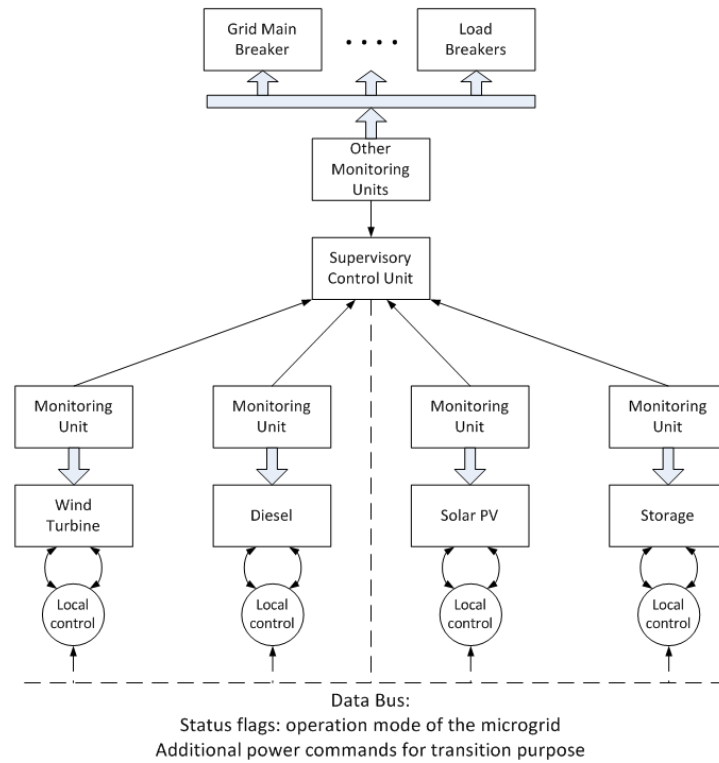 Grid Main
Breaker
Load
Breakers
Other
Monitoring
Units
Supervisory
Control Unit
Monitoring
Unit
Monitoring
Unit
Monitoring
Unit
Monitoring
Unit
Wind
Turbine
Diesel
Solar PV
Storage
Local
control
Local
control
Local
control
Local
control
Data Bus:
Status flags: operation mode of the microgrid
Additional power commands for transition purpose